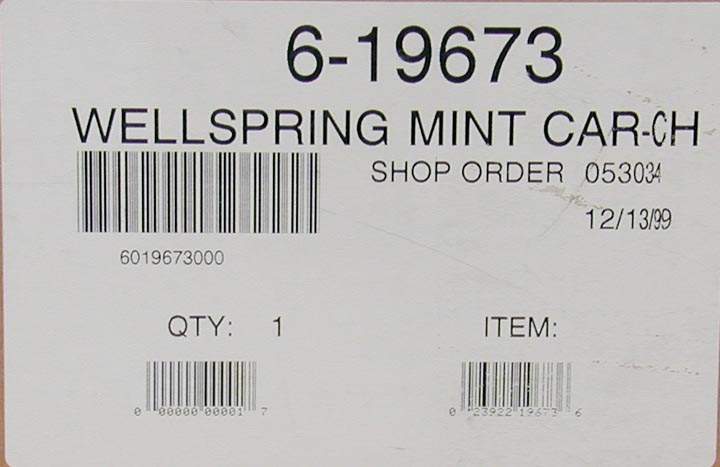 6-19673
WELLSPRING MINT CAR-CH
SHOP ORDER 053034
12/13/99
6019673000
QTY: 1 ITEM:
0 00000 00001 7
0 23922 19673 6